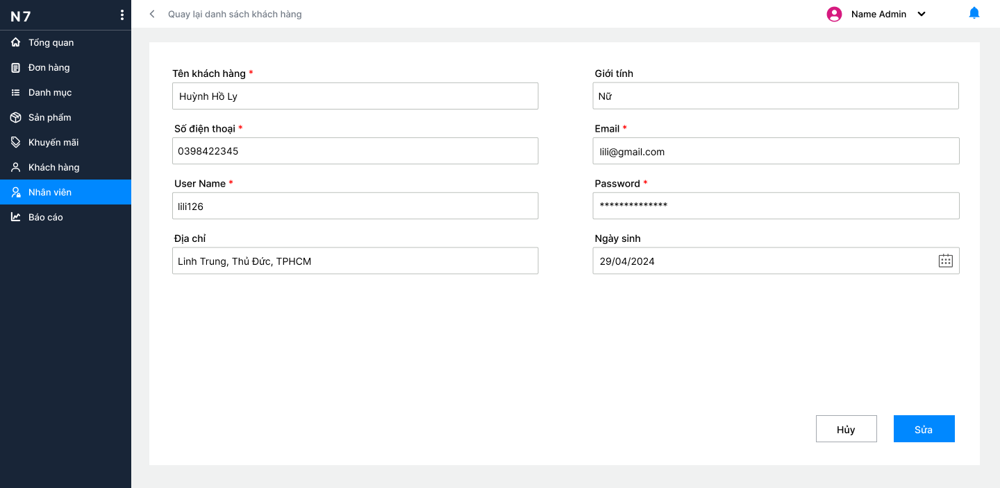 N7
Quay lại danh sách khách hàng
Name Admin
Tổng quan
Đơn hàng
Danh mục
Sản phẩm
Khuyến mãi
Khách hàng
Nhân viên
Báo cáo
Tên khách hàng *
Huỳnh Hồ Ly
Giới tính
Nữ
Số điện thoại *
0398422345
Email *
lili@gmail.com
User Name *
lili126
Password *
**************
Địa chỉ
Linh Trung, Thủ Đức, TPHCM
Ngày sinh
29/04/2024
Hủy
Sửa